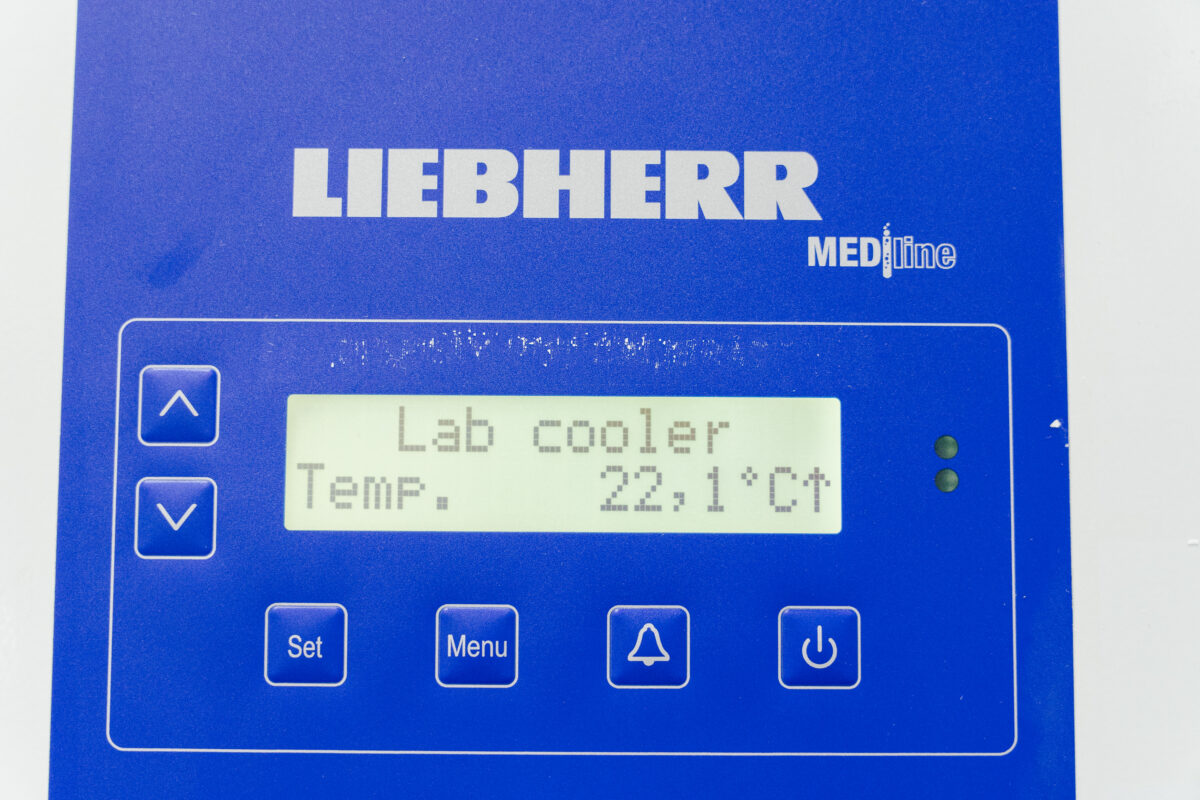 LIEBHERR
MEDiline
Lab cooler
Temp. 22,1°C↑
Set
Menu